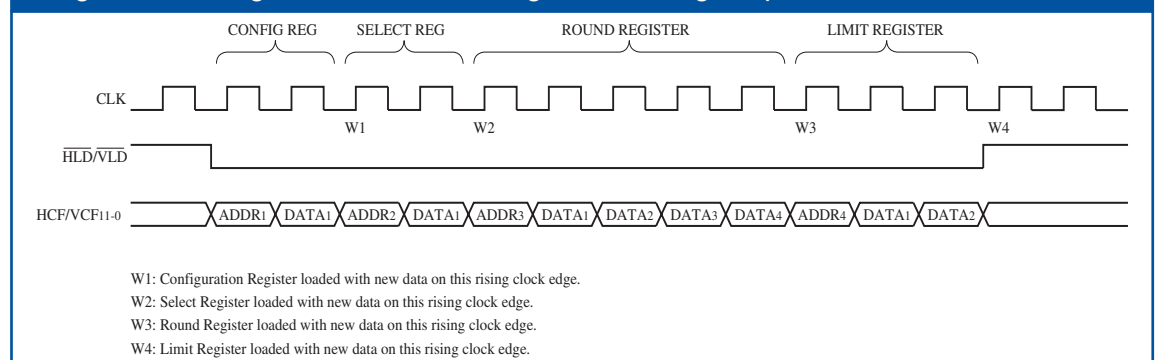 CONFIG REG SELECT REG ROUND REGISTER LIMIT REGISTER
CLK
W1 W2 W3 W4
HLD/VLD
HCF/VCF11-0 ADDR1 DATA1 ADDR2 DATA1 ADDR3 DATA1 DATA2 DATA3 DATA4 ADDR4 DATA1 DATA2
W1: Configuration Register loaded with new data on this rising clock edge.
W2: Select Register loaded with new data on this rising clock edge.
W3: Round Register loaded with new data on this rising clock edge.
W4: Limit Register loaded with new data on this rising clock edge.